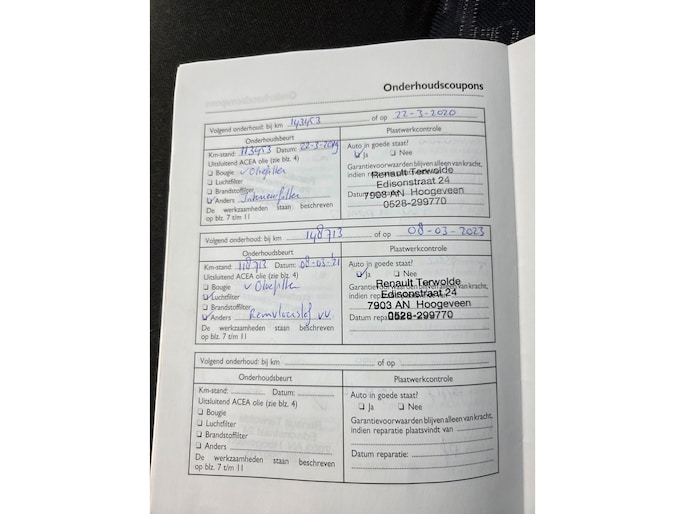 Onderhoudscoupons
Volgend onderhoud: bij km 143453 of op 22-3-2020
Onderhoudsbeurt
Km-stand: 113453 Datum: 22-3-2019
Uitsluitend ACEA olie (zie blz. 4)
Bougie v Oliefilter
Luchtfilter
Brandstoffilter
Anders Interieurfilter
De werkzaamheden staan beschreven
op blz. 7 t/m 11
Plaatwerkcontrole
Auto in goede staat?
Ja Nee
Garantievoorwaarden blijven alleen van kracht,
indien reparatie
Datum
Renault Terwolde
Edisonstraat 24
7903 AN Hoogeveen
0528-299770
Volgend onderhoud: bij km 148713 of op 08-03-2023
Onderhoudsbeurt
Km-stand: 118713 Datum: 08-03-'21
Uitsluitend ACEA olie (zie blz. 4)
Bougie v Oliefilter
Luchtfilter
Brandstoffilter
Anders Remvloeistof vv.
De werkzaamheden staan beschreven
op blz. 7 t/m 11
Plaatwerkcontrole
Auto in goede staat?
Ja Nee
Garantievoorwaarden blijven alleen van kracht,
indien reparatie
Datum reparatie:
Renault Terwolde
Edisonstraat 24
7903 AN Hoogeveen
0528-299770
Volgend onderhoud: bij km of op
Onderhoudsbeurt
Km-stand: Datum:
Uitsluitend ACEA olie (zie blz. 4)
Bougie
Luchtfilter
Brandstoffilter
Anders
De werkzaamheden staan beschreven
op blz. 7 t/m 11
Plaatwerkcontrole
Auto in goede staat?
Ja Nee
Garantievoorwaarden blijven alleen van kracht,
indien reparatie plaatsvindt van
Datum reparatie: